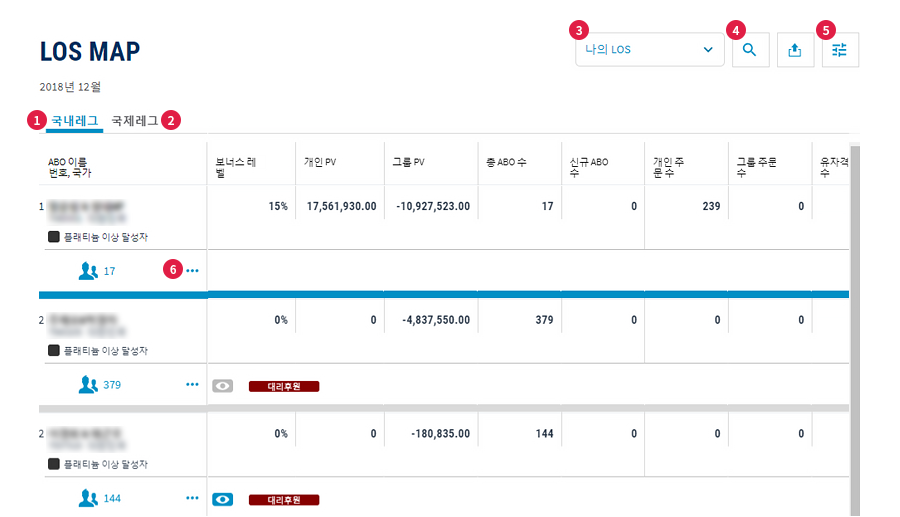 LOS MAP
3
나의 LOS
4
5
2018년 12월
1 국내레그 국제레그 2
ABO 이름
번호, 국가
보너스 레
벨
개인 PV
그룹 PV
총 ABO 수
신규 ABO
수
개인 주
문 수
그룹 주문
수
유자격
수
1
15% 17,561,930.00 -10,927,523.00 17 0 239 0
플래티늄 이상 달성자
17 6 •••
2
0% 0 -4,837,550.00 379 0 0 0
플래티늄 이상 달성자
379 ••• 대리후원
2
0% 0 -180,835.00 144 0 0 0
플래티늄 이상 달성자
144 ••• 대리후원